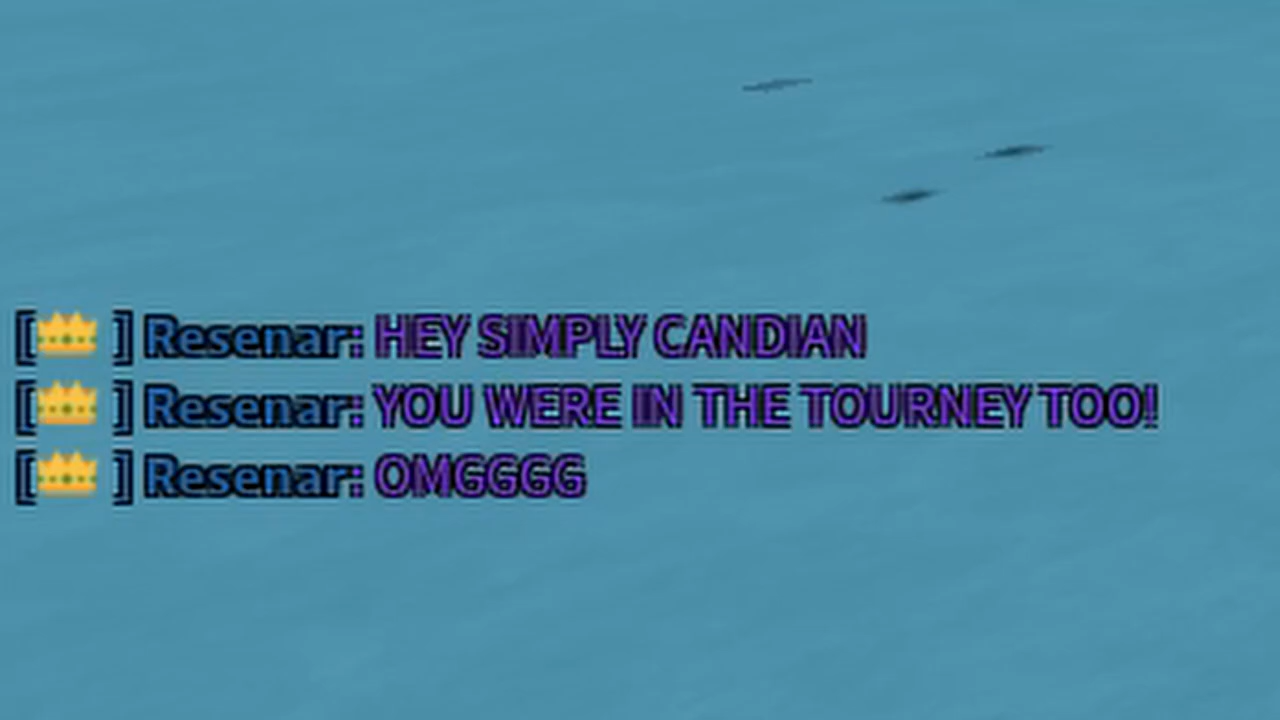 [👑 ] Resenar: HEY SIMPLY CANDIAN
[👑 ] Resenar: YOU WERE IN THE TOURNEY TOO!
[👑 ] Resenar: OMGGGG